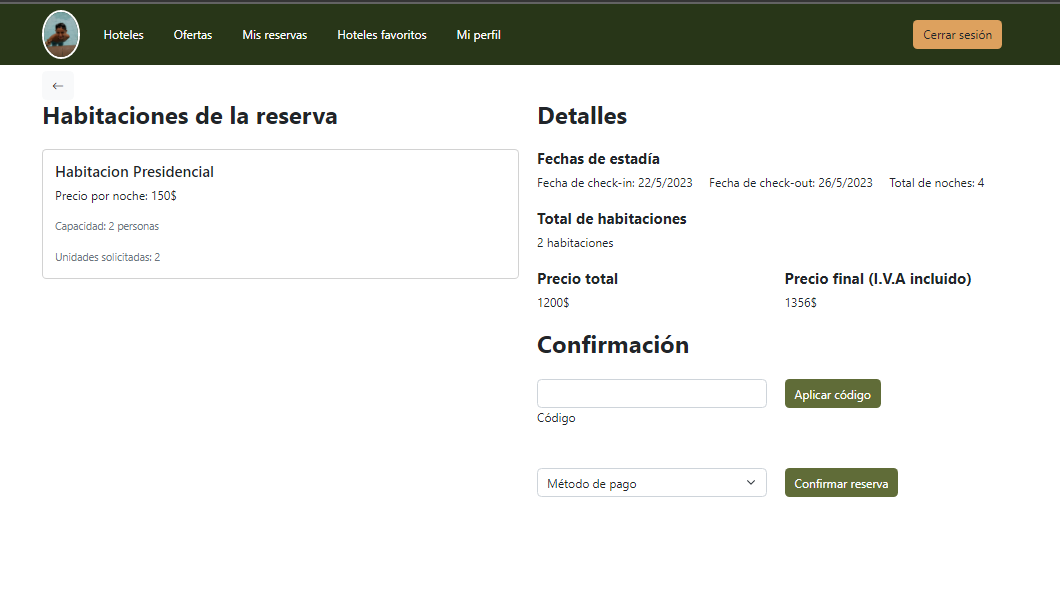 Hoteles Ofertas Mis reservas Hoteles favoritos Mi perfil Cerrar sesión
←
Habitaciones de la reserva
Habitacion Presidencial
Precio por noche: 150$
Capacidad: 2 personas
Unidades solicitadas: 2
Detalles
Fechas de estadía
Fecha de check-in: 22/5/2023 Fecha de check-out: 26/5/2023 Total de noches: 4
Total de habitaciones
2 habitaciones
Precio total Precio final (I.V.A incluido)
1200$ 1356$
Confirmación
Aplicar código
Código
Método de pago Confirmar reserva